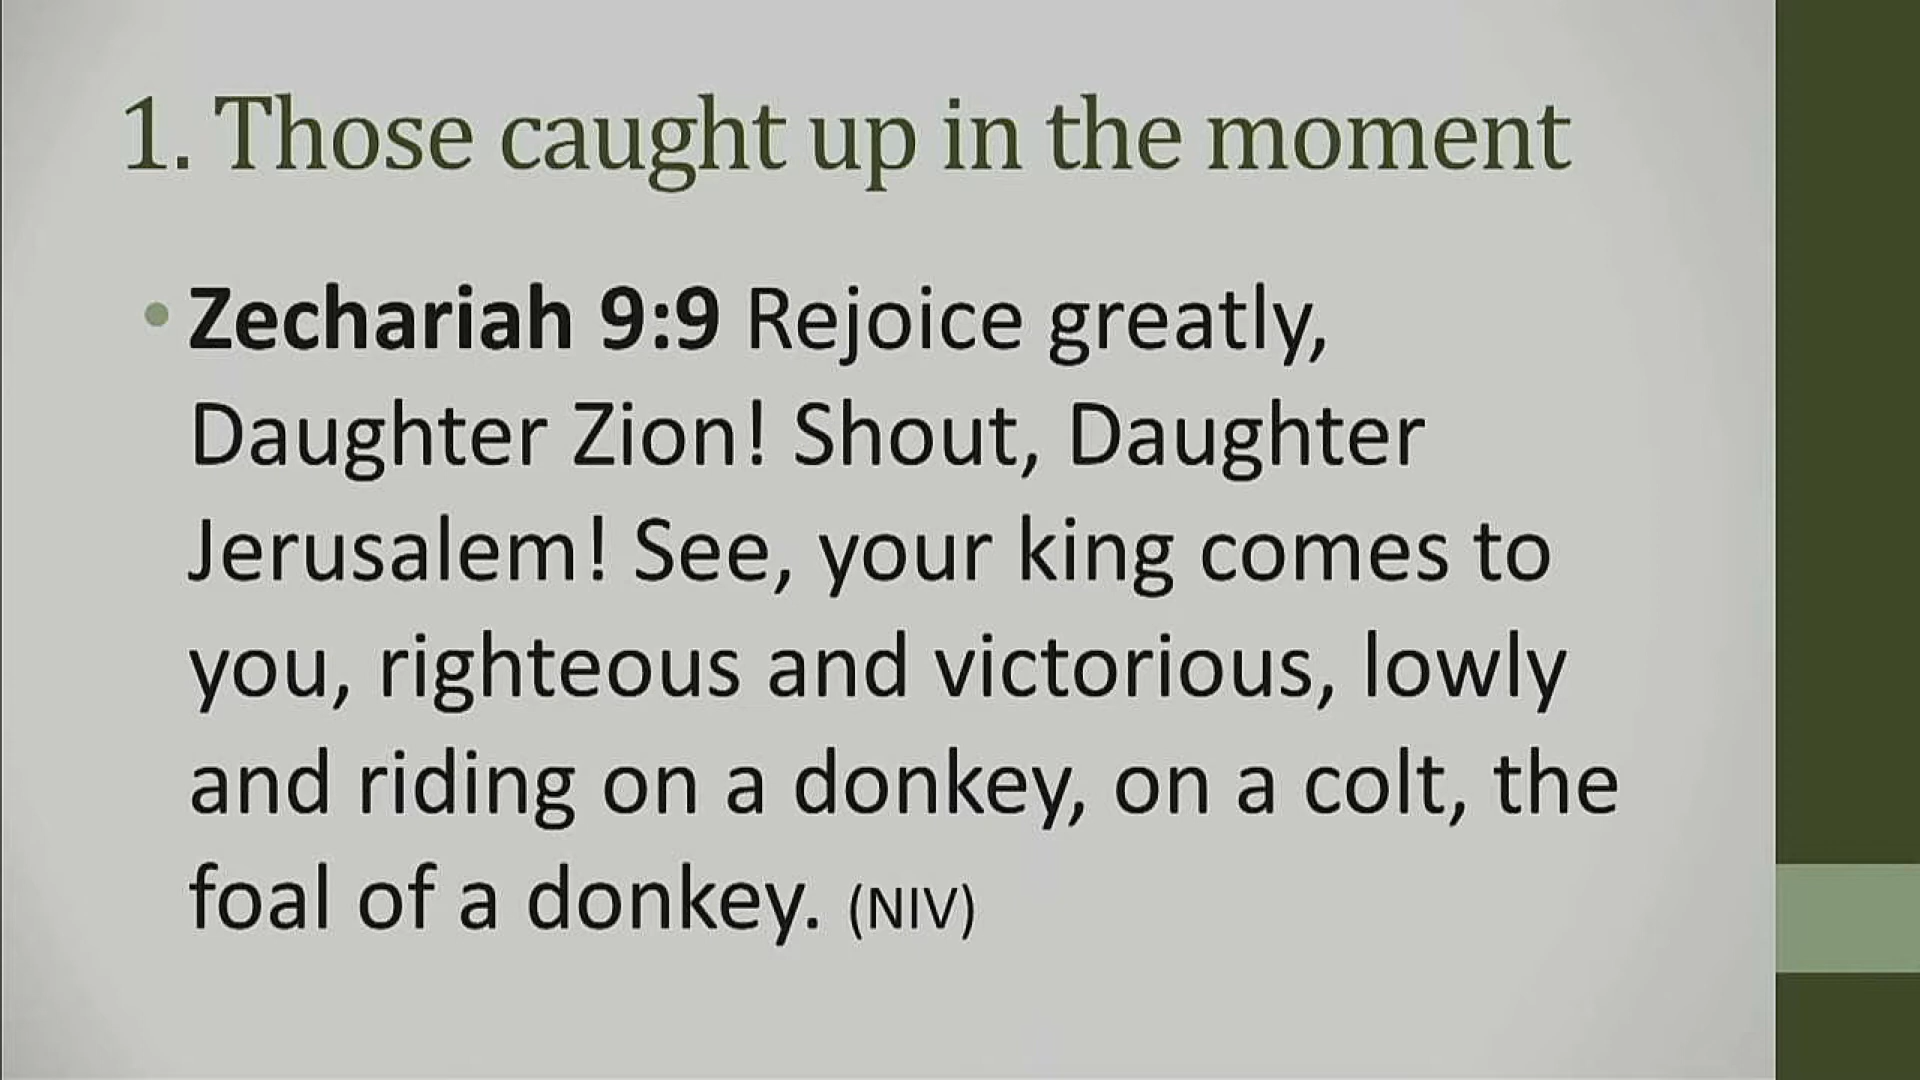 1. Those caught up in the moment
• Zechariah 9:9 Rejoice greatly,
Daughter Zion! Shout, Daughter
Jerusalem! See, your king comes to
you, righteous and victorious, lowly
and riding on a donkey, on a colt, the
foal of a donkey. (NIV)